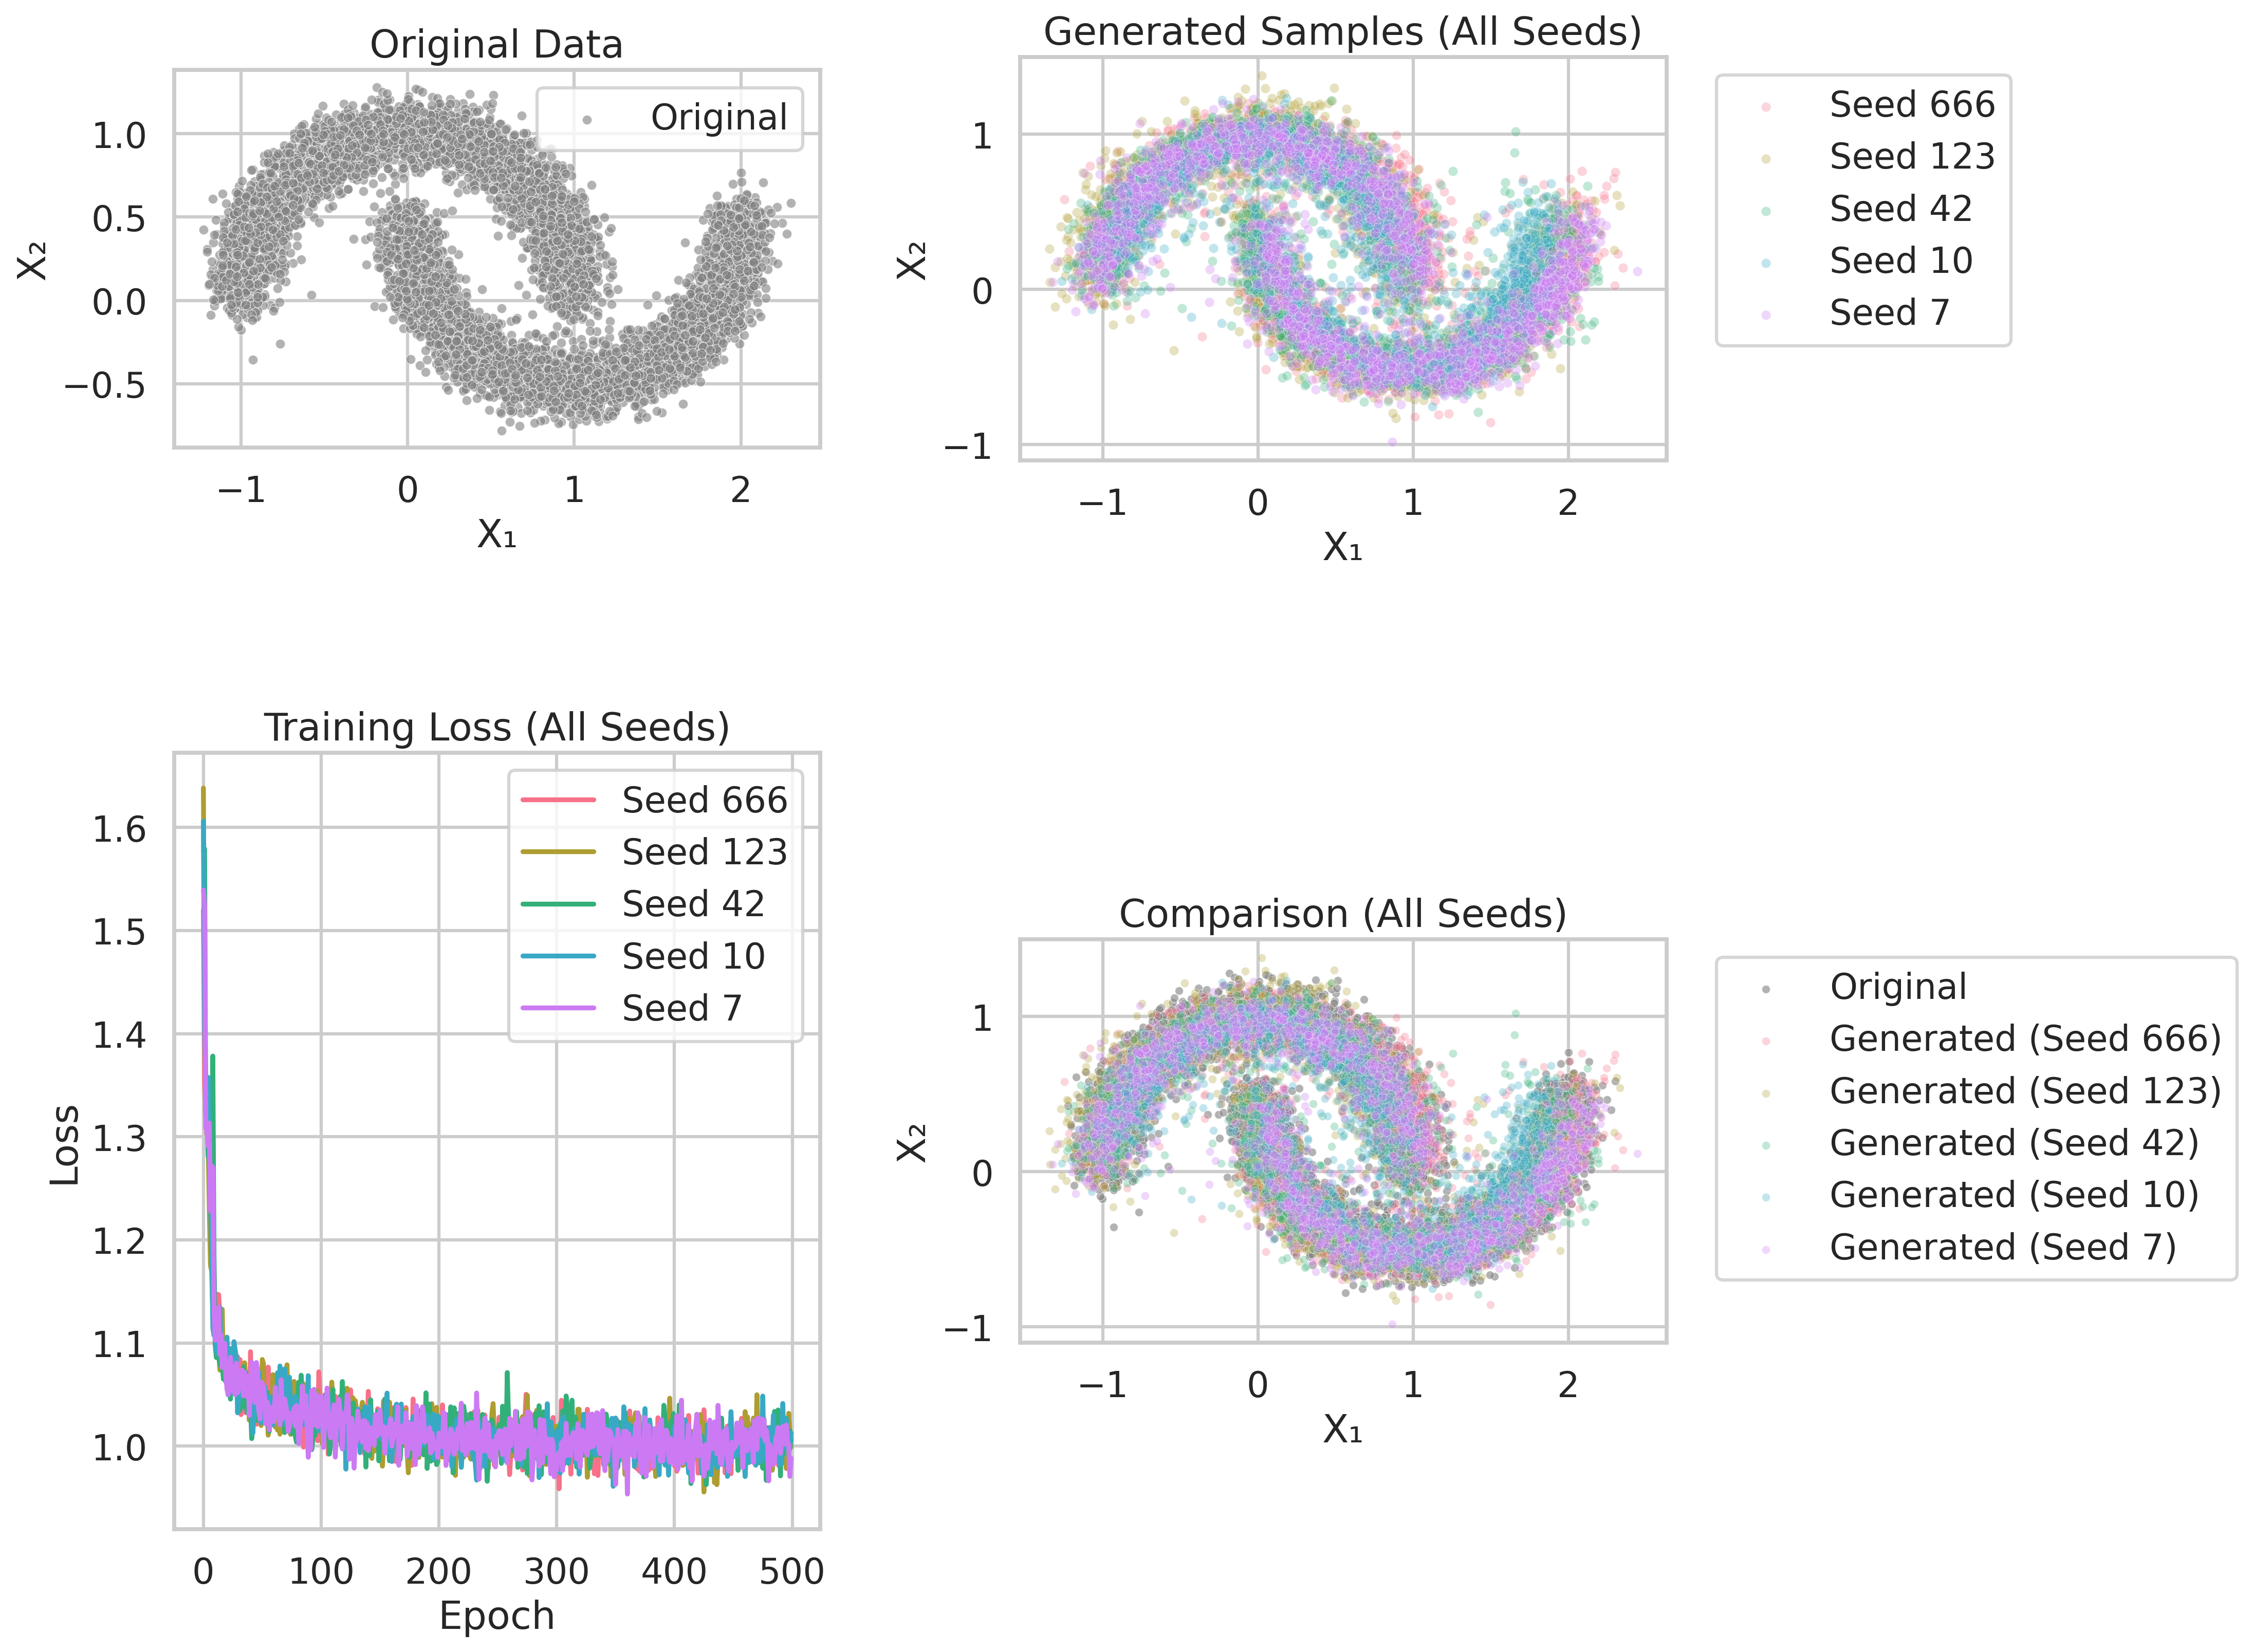 Original Data
Original
1.0
0.5
0.0
−0.5
X₂
−1
0
1
2
X₁
Generated Samples (All Seeds)
1
0
−1
X₂
−1
0
1
2
X₁
Seed 666
Seed 123
Seed 42
Seed 10
Seed 7
Training Loss (All Seeds)
Seed 666
Seed 123
Seed 42
Seed 10
Seed 7
1.6
1.5
1.4
1.3
1.2
1.1
1.0
Loss
0
100
200
300
400
500
Epoch
Comparison (All Seeds)
1
0
−1
X₂
−1
0
1
2
X₁
Original
Generated (Seed 666)
Generated (Seed 123)
Generated (Seed 42)
Generated (Seed 10)
Generated (Seed 7)